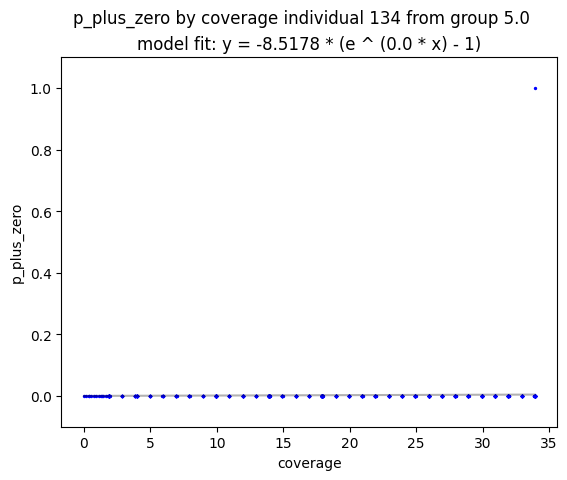 p_plus_zero by coverage individual 134 from group 5.0
model fit: y = -8.5178 * (e ^ (0.0 * x) - 1)
1.0
0.8
0.6
0.4
0.2
0.0
p_plus_zero
0 5 10 15 20 25 30 35
coverage